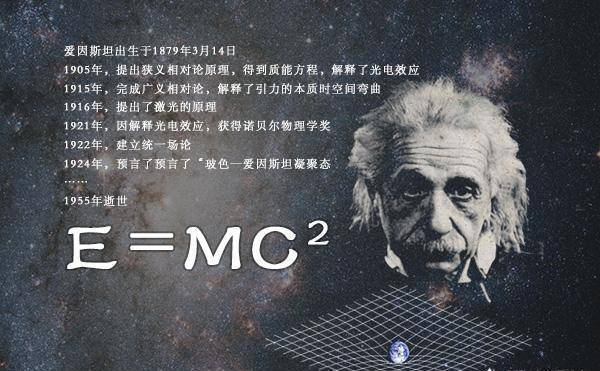 爱因斯坦出生于1879年3月14日
1905年，提出狭义相对论原理，得到质能方程，解释了光电效应
1915年，完成广义相对论，解释了引力的本质时空间弯曲
1916年，提出了激光的原理
1921年，因解释光电效应，获得诺贝尔物理学奖
1922年，建立统一场论
1924年，预言了预言了“玻色—爱因斯坦凝聚态
……
1955年逝世
E=MC²